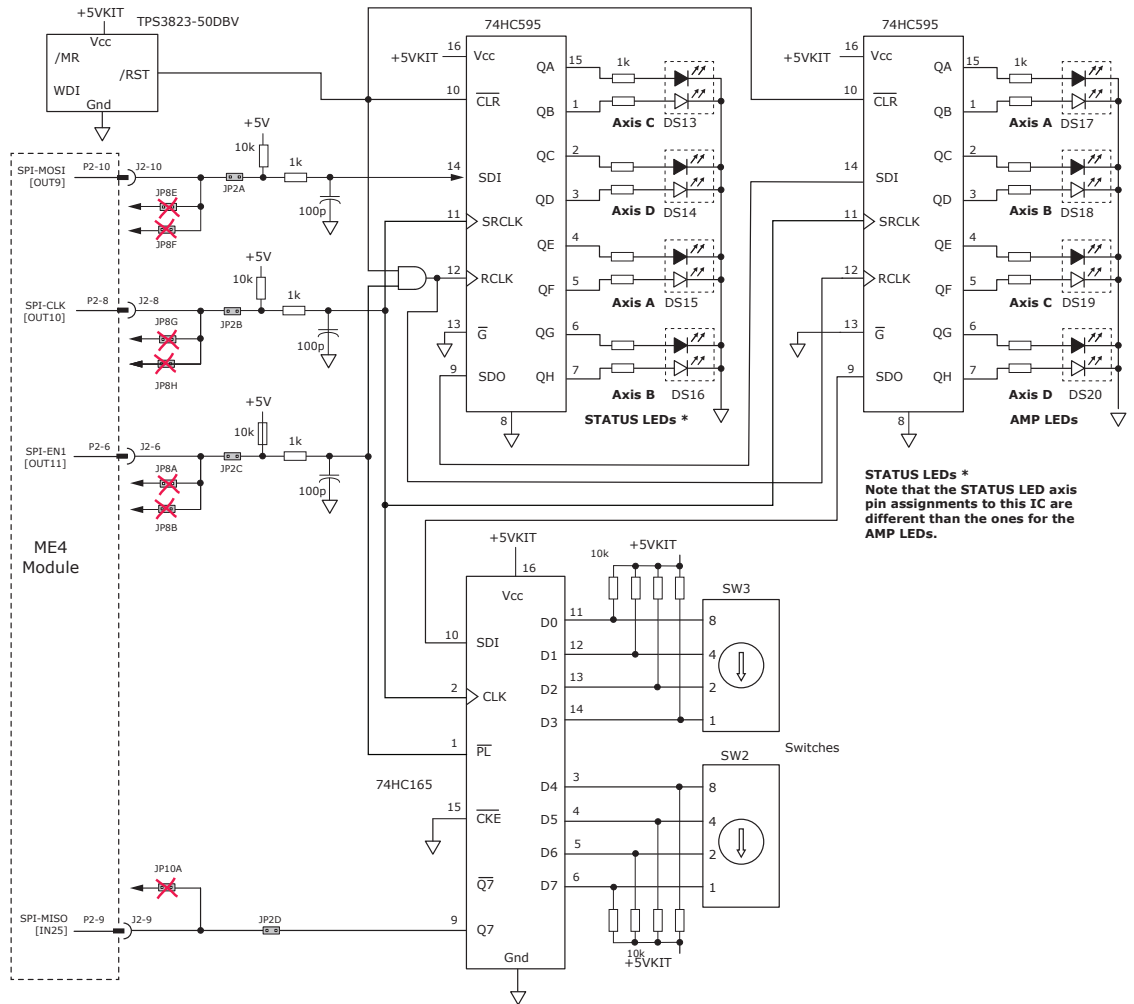 +5VKIT
TPS3823-50DBV
Vcc
/MR
/RST
WDI
Gnd
ME4
Module
SPI-MOSI
[OUT9]
P2-10
J2-10
JP8E
JP8F
JP2A
+5V
10k
1k
100p
SPI-CLK
[OUT10]
P2-8
J2-8
JP8G
JP8H
JP2B
+5V
10k
1k
100p
SPI-EN1
[OUT11]
P2-6
J2-6
JP8A
JP8B
JP2C
+5V
10k
1k
100p
SPI-MISO
[IN25]
P2-9
J2-9
JP10A
JP2D
74HC595
+5VKIT
16
Vcc
10
CLR
14
SDI
11
SRCLK
12
RCLK
13
G
9
SDO
8
QA
15
1k
QB
1
Axis C
DS13
QC
2
QD
3
Axis D
DS14
QE
4
QF
5
Axis A
DS15
QG
6
QH
7
Axis B
DS16
STATUS LEDs *
74HC595
+5VKIT
16
Vcc
10
CLR
14
SDI
11
SRCLK
12
RCLK
13
G
9
SDO
8
QA
15
1k
QB
1
Axis A
DS17
QC
2
QD
3
Axis B
DS18
QE
4
QF
5
Axis C
DS19
QG
6
QH
7
Axis D
DS20
AMP LEDs
STATUS LEDs *
Note that the STATUS LED axis
pin assignments to this IC are
different than the ones for the
AMP LEDs.
74HC165
+5VKIT
16
Vcc
10
SDI
2
CLK
1
PL
15
CKE
Q7
9
Q7
Gnd
D0
11
D1
12
D2
13
D3
14
D4
3
D5
4
D6
5
D7
6
10k
+5VKIT
SW3
8
4
2
1
Switches
SW2
8
4
2
1
10k
+5VKIT